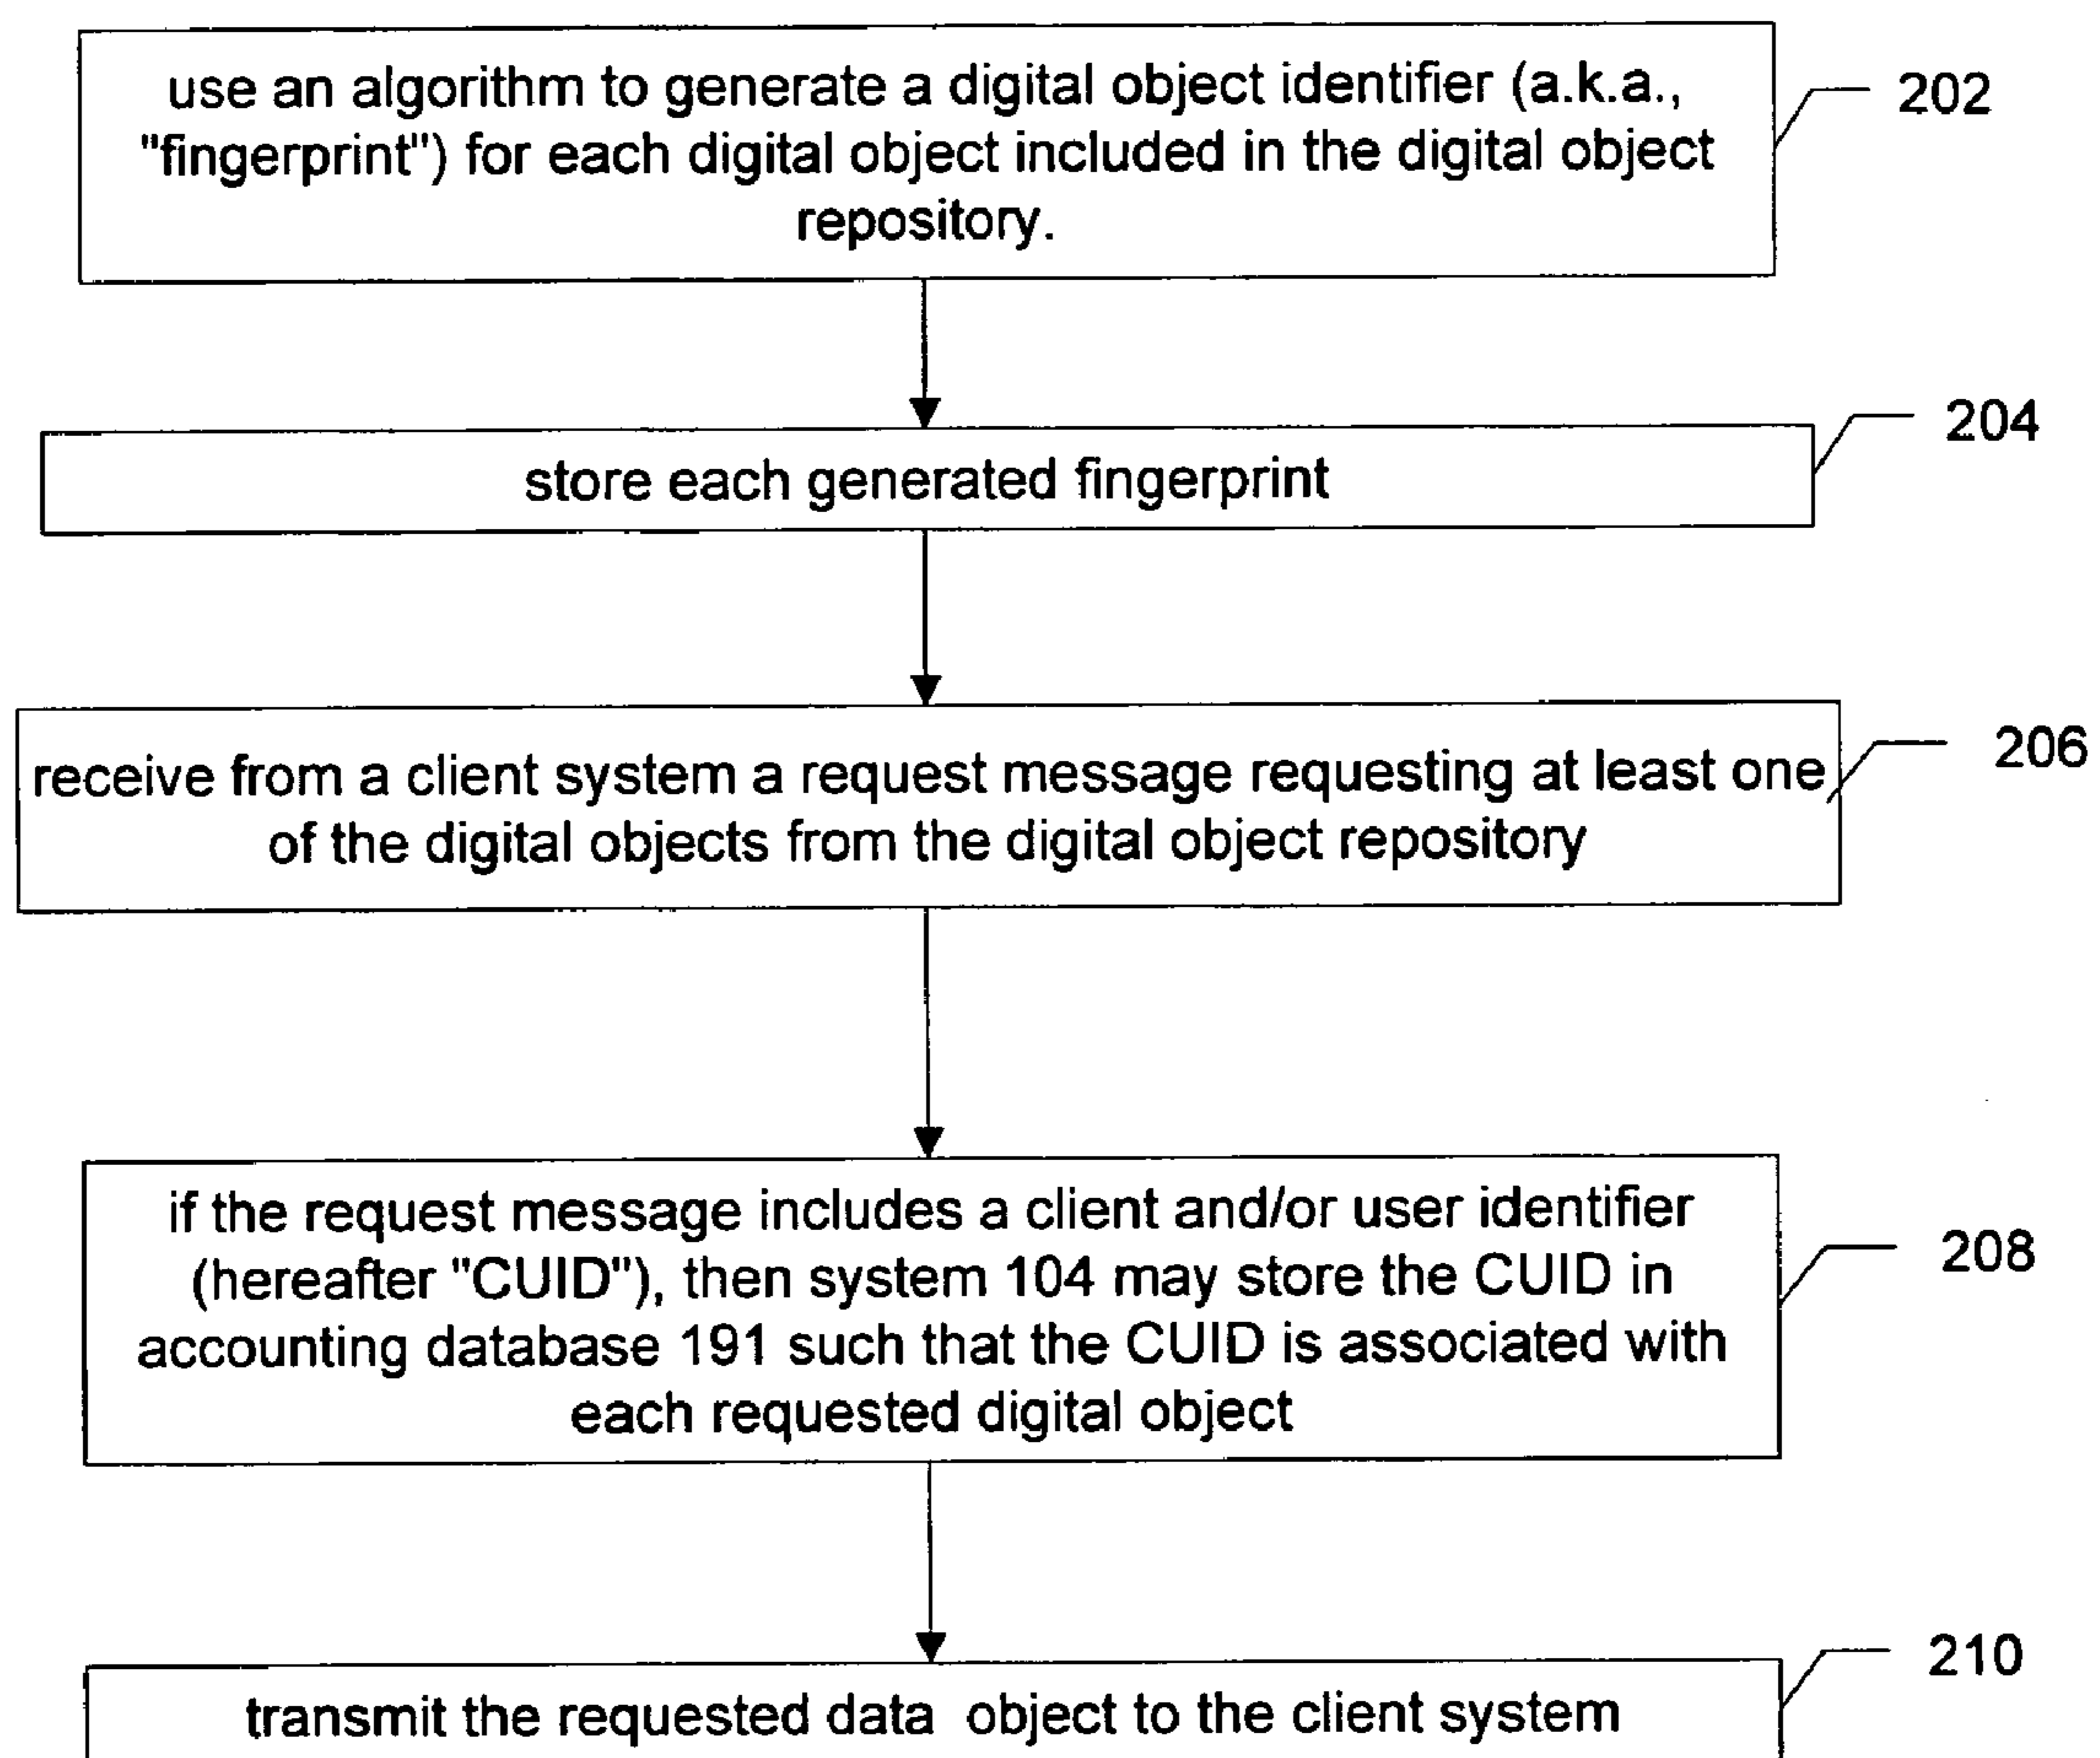 use an algorithm to generate a digital object identifier (a.k.a.,
"fingerprint") for each digital object included in the digital object
repository.
202
store each generated fingerprint
204
receive from a client system a request message requesting at least one
of the digital objects from the digital object repository
206
if the request message includes a client and/or user identifier
(hereafter "CUID"), then system 104 may store the CUID in
accounting database 191 such that the CUID is associated with
each requested digital object
208
transmit the requested data object to the client system
210